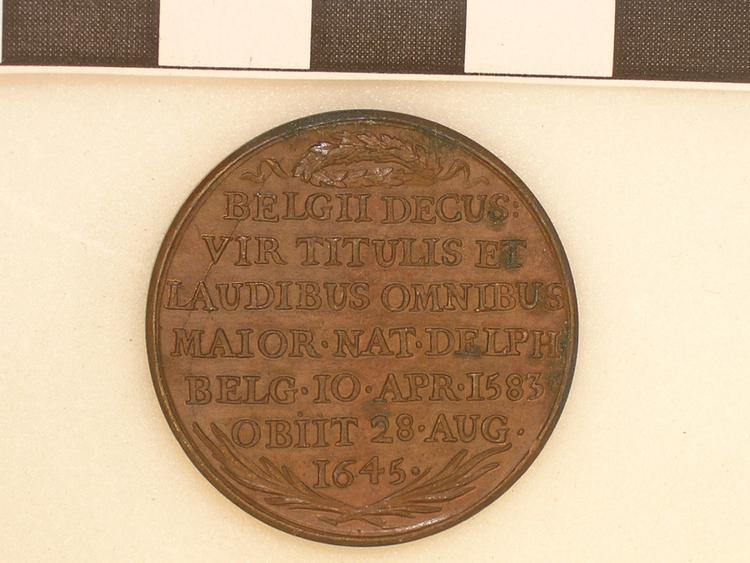 BELGII DECUS:
VIR TITULIS ET
LAUDIBUS OMNIBUS
MAIOR·NAT·DELPH
BELG·10·APR·1583
OBIIT 28·AUG·
1645·